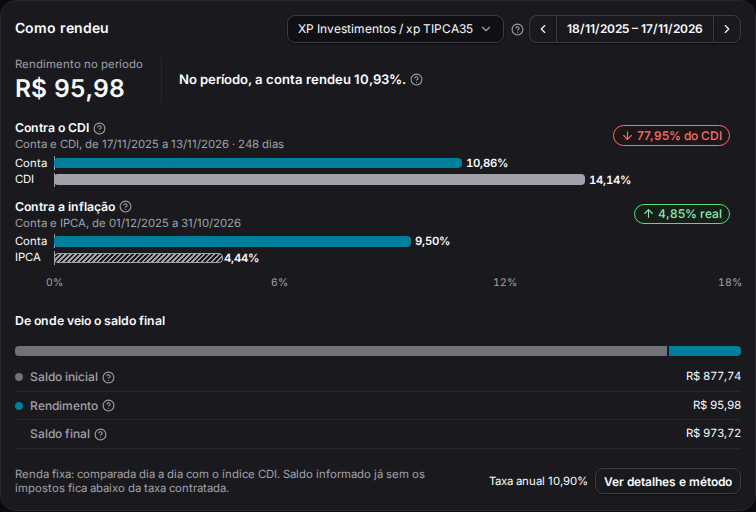 Como rendeu
XP Investimentos / xp TIPCA35
18/11/2025 – 17/11/2026
Rendimento no período
R$ 95,98
No período, a conta rendeu 10,93%.
Contra o CDI
77,95% do CDI
Conta e CDI, de 17/11/2025 a 13/11/2026 · 248 dias
Conta 10,86%
CDI 14,14%
Contra a inflação
4,85% real
Conta e IPCA, de 01/12/2025 a 31/10/2026
Conta 9,50%
IPCA 4,44%
0% 6% 12% 18%
De onde veio o saldo final
Saldo inicial R$ 877,74
Rendimento R$ 95,98
Saldo final R$ 973,72
Renda fixa: comparada dia a dia com o índice CDI. Saldo informado já sem os
impostos fica abaixo da taxa contratada.
Taxa anual 10,90% Ver detalhes e método